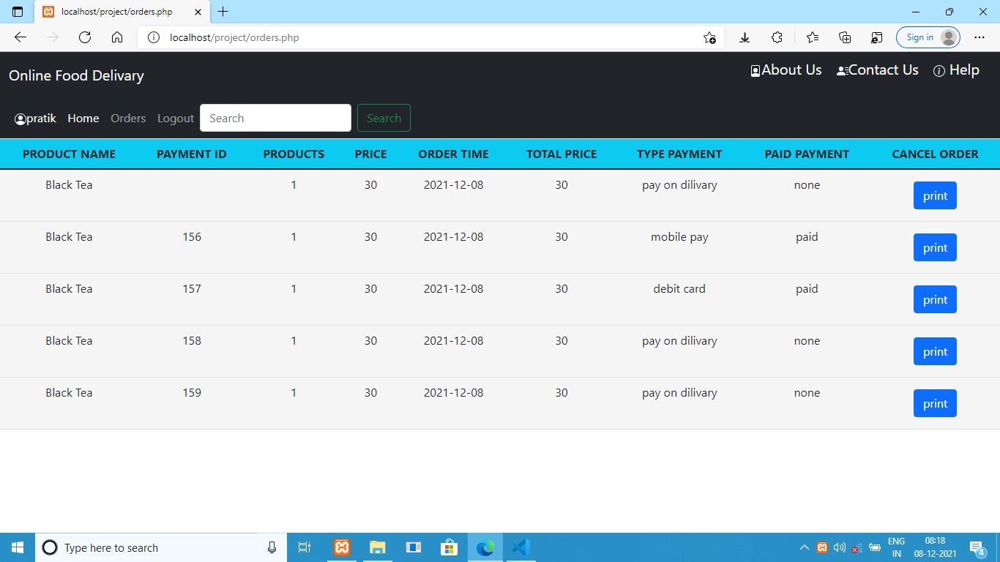 localhost/project/orders.php
localhost/project/orders.php
Sign in
Online Food Delivary
About Us Contact Us Help
pratik Home Orders Logout Search Search
PRODUCT NAME PAYMENT ID PRODUCTS PRICE ORDER TIME TOTAL PRICE TYPE PAYMENT PAID PAYMENT CANCEL ORDER
Black Tea 1 30 2021-12-08 30 pay on dilivary none print
Black Tea 156 1 30 2021-12-08 30 mobile pay paid print
Black Tea 157 1 30 2021-12-08 30 debit card paid print
Black Tea 158 1 30 2021-12-08 30 pay on dilivary none print
Black Tea 159 1 30 2021-12-08 30 pay on dilivary none print
Type here to search
ENG 08:18
IN 08-12-2021 4